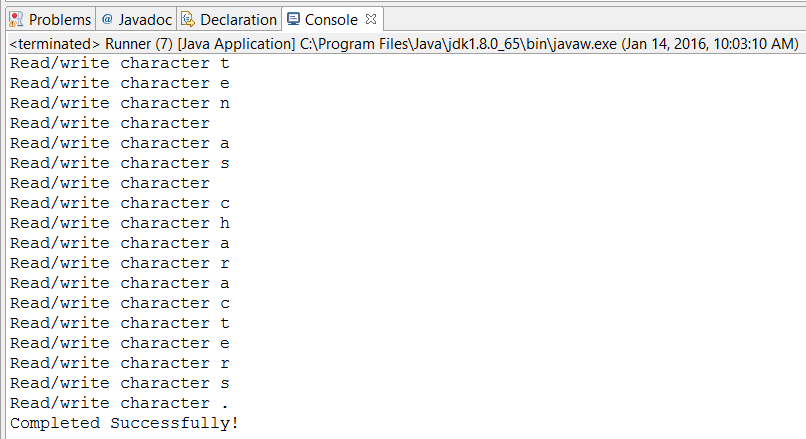 Problems @ Javadoc Declaration Console
<terminated> Runner (7) [Java Application] C:\Program Files\Java\jdk1.8.0_65\bin\javaw.exe (Jan 14, 2016, 10:03:10 AM)
Read/write character t
Read/write character e
Read/write character n
Read/write character
Read/write character a
Read/write character s
Read/write character
Read/write character c
Read/write character h
Read/write character a
Read/write character r
Read/write character a
Read/write character c
Read/write character t
Read/write character e
Read/write character r
Read/write character s
Read/write character .
Completed Successfully!